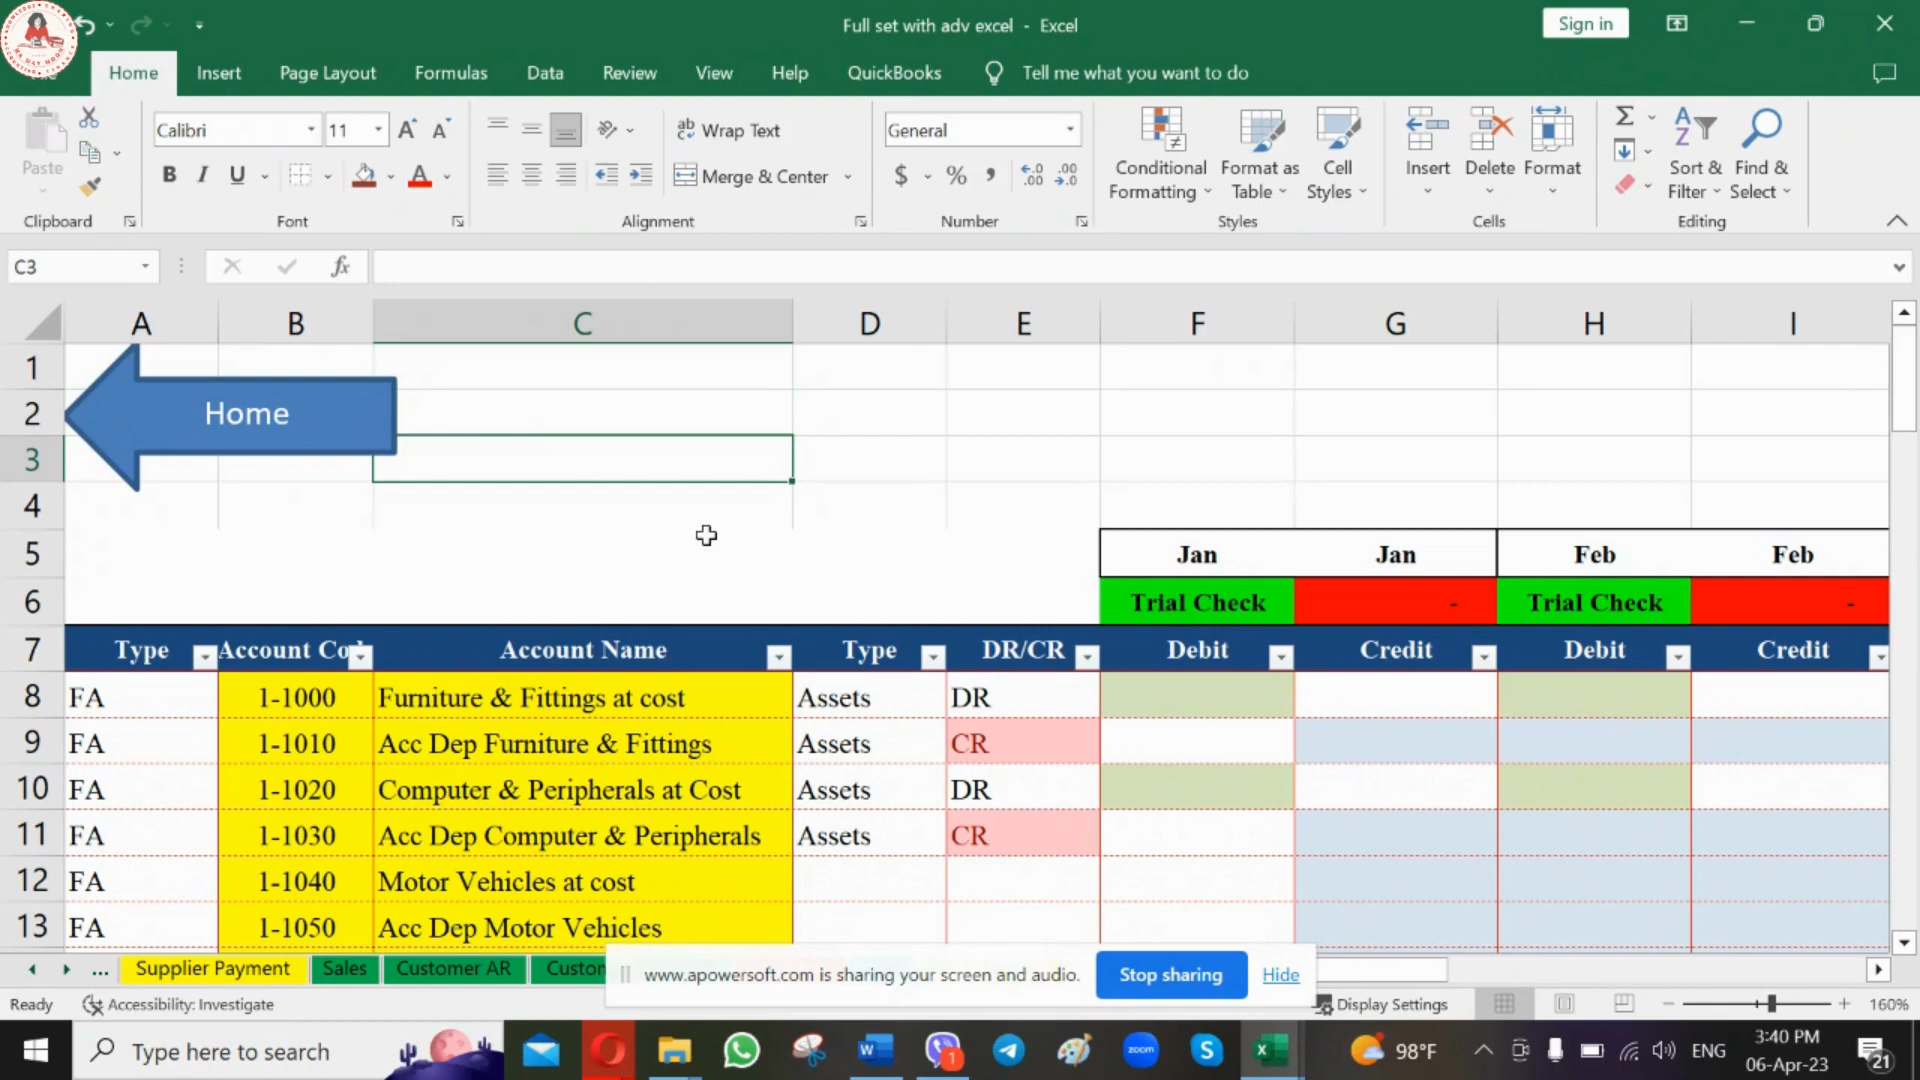 Full set with adv excel - Excel
Sign in
Home Insert Page Layout Formulas Data Review View Help QuickBooks Tell me what you want to do
Paste
Calibri 11
B I U
Wrap Text
Merge & Center
General
$ %
Conditional Formatting
Format as Table
Cell Styles
Insert Delete Format
Sort & Filter
Find & Select
Clipboard Font Alignment Number Styles Cells Editing
C3 fx
A B C D E F G H I
1
2 Home
3
4
5 Jan Jan Feb Feb
6 Trial Check - Trial Check -
7 Type Account Co Account Name Type DR/CR Debit Credit Debit Credit
8 FA 1-1000 Furniture & Fittings at cost Assets DR
9 FA 1-1010 Acc Dep Furniture & Fittings Assets CR
10 FA 1-1020 Computer & Peripherals at Cost Assets DR
11 FA 1-1030 Acc Dep Computer & Peripherals Assets CR
12 FA 1-1040 Motor Vehicles at cost
13 FA 1-1050 Acc Dep Motor Vehicles
... Supplier Payment Sales Customer AR Custon
www.apowersoft.com is sharing your screen and audio. Stop sharing Hide
Ready Accessibility: Investigate Display Settings 160%
Type here to search
zoom
1
98°F ENG
3:40 PM
06-Apr-23
21